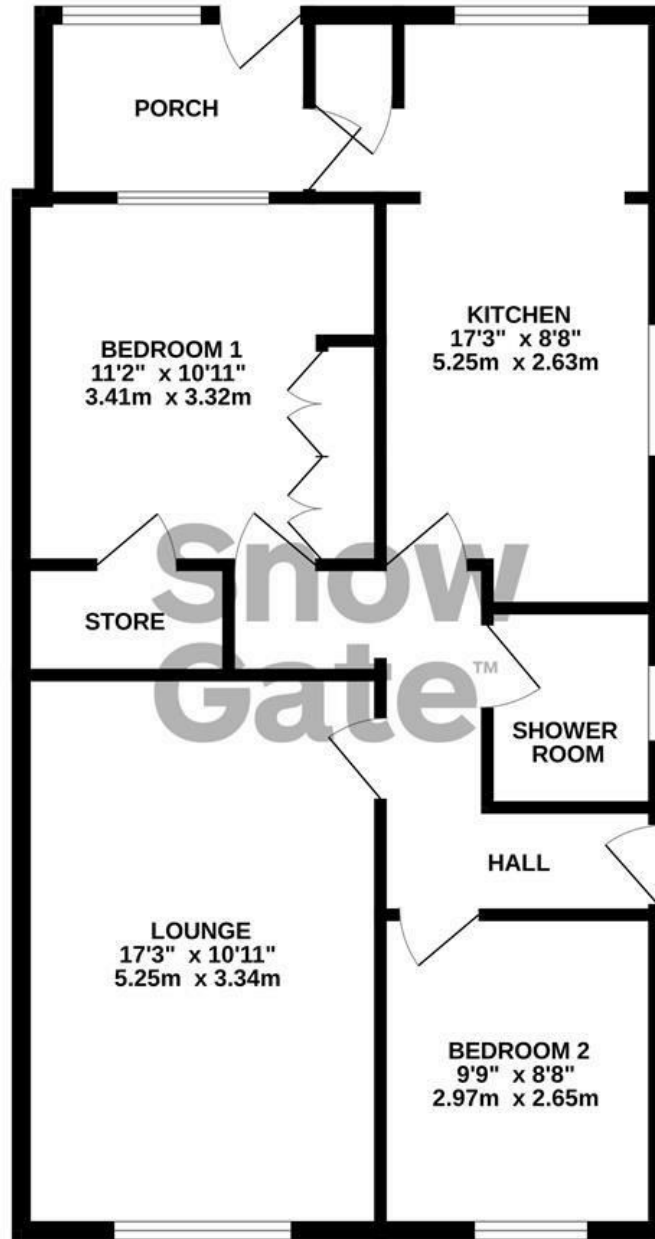 PORCH
KITCHEN
17'3" x 8'8"
5.25m x 2.63m
BEDROOM 1
11'2" x 10'11"
3.41m x 3.32m
Snow
Gate™
STORE
SHOWER
ROOM
HALL
LOUNGE
17'3" x 10'11"
5.25m x 3.34m
BEDROOM 2
9'9" x 8'8"
2.97m x 2.65m